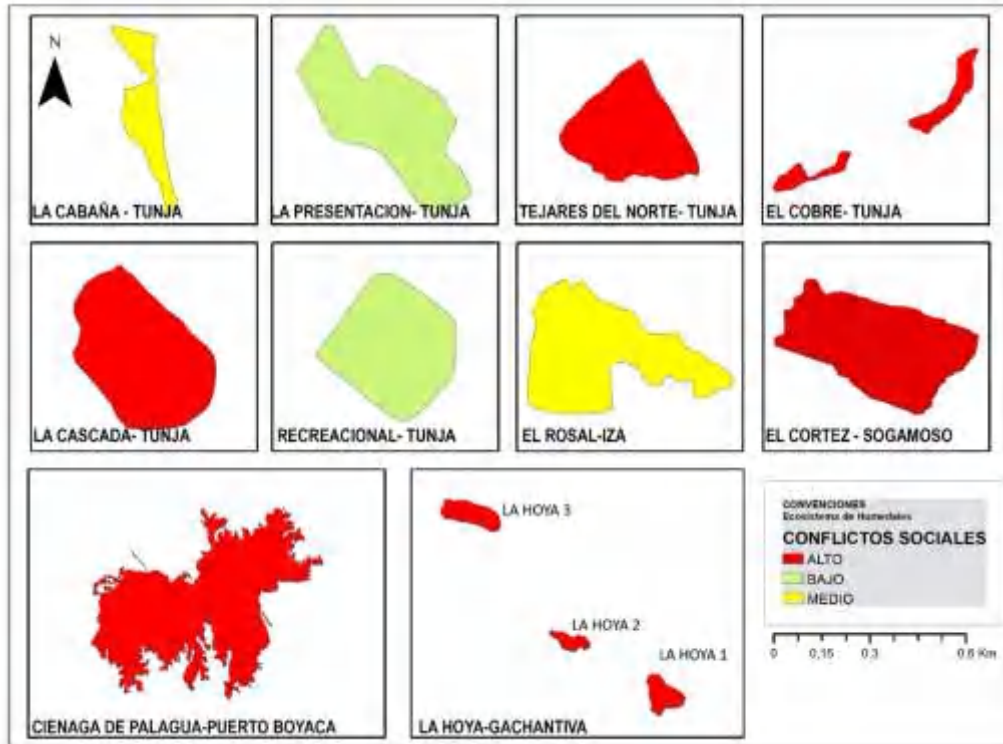 N
LA CABAÑA - TUNJA
LA PRESENTACION- TUNJA
TEJARES DEL NORTE- TUNJA
EL COBRE- TUNJA
LA CASCADA- TUNJA
RECREACIONAL- TUNJA
EL ROSAL-IZA
EL CORTEZ - SOGAMOSO
CIENAGA DE PALAGUA-PUERTO BOYACA
LA HOYA 3
LA HOYA 2
LA HOYA 1
LA HOYA-GACHANTIVA
CONVENCIONES
Ecosistema de Humedales
CONFLICTOS SOCIALES
ALTO
BAJO
MEDIO
0 0,15 0.3 0.6 Km